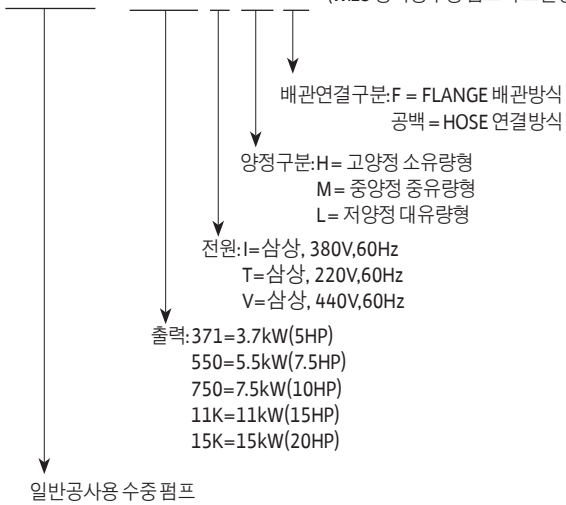 배관연결구분:F = FLANGE 배관방식
공백 = HOSE 연결방식
양정구분:H= 고양정 소유량형
M= 중양정 중유량형
L= 저양정 대유량형
전원:I=삼상, 380V,60Hz
T=삼상, 220V,60Hz
V=삼상, 440V,60Hz
출력:371=3.7kW(5HP)
550=5.5kW(7.5HP)
750=7.5kW(10HP)
11K=11kW(15HP)
15K=15kW(20HP)
일반공사용 수중 펌프